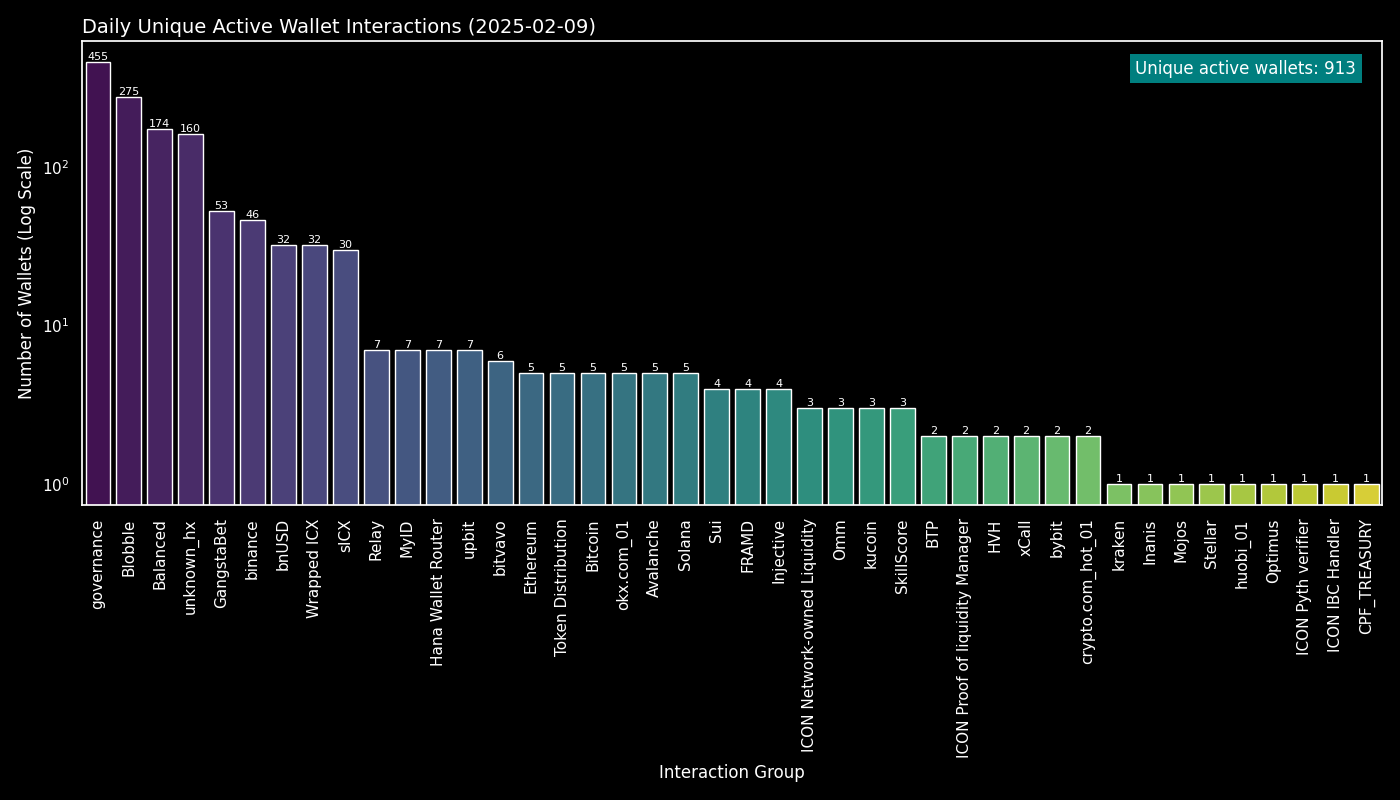 Daily Unique Active Wallet Interactions (2025-02-09)
Unique active wallets: 913
Number of Wallets (Log Scale)
10²
10¹
10⁰
455
275
174
160
53
46
32
32
30
7
7
7
7
6
5
5
5
5
5
5
4
4
4
3
3
3
3
2
2
2
2
2
2
1
1
1
1
1
1
1
1
1
governance
Blobble
Balanced
unknown_hx
GangstaBet
binance
bnUSD
Wrapped ICX
sICX
Relay
MyID
Hana Wallet Router
upbit
bitvavo
Ethereum
Token Distribution
Bitcoin
okx.com_01
Avalanche
Solana
Sui
FRAMD
Injective
ICON Network-owned Liquidity
Omm
kucoin
SkillScore
BTP
ICON Proof of liquidity Manager
HVH
xCall
bybit
crypto.com_hot_01
kraken
Inanis
Mojos
Stellar
huobi_01
Optimus
ICON Pyth verifier
ICON IBC Handler
CPF_TREASURY
Interaction Group